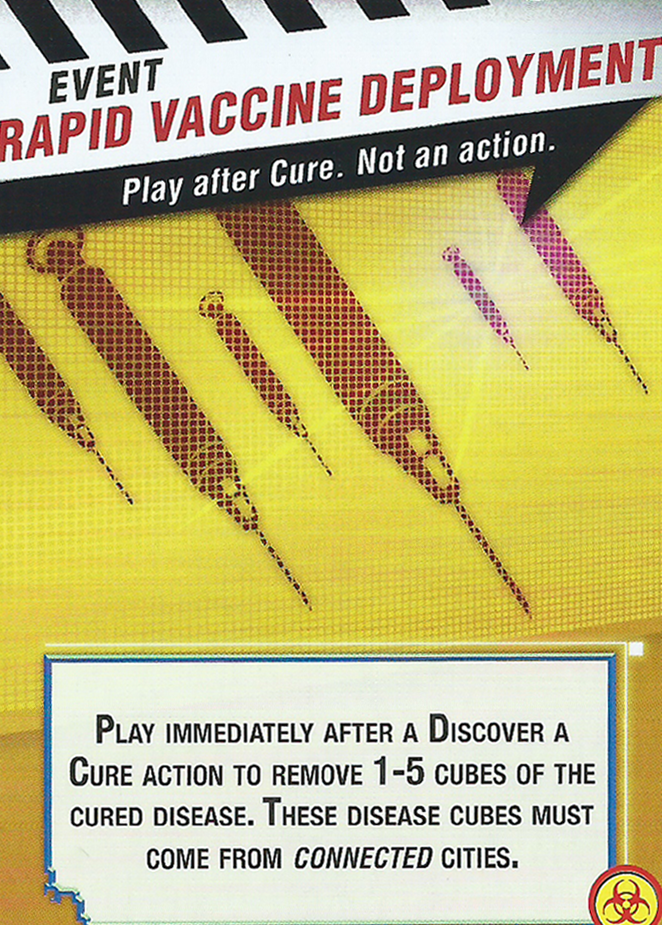 EVENT
RAPID VACCINE DEPLOYMENT
Play after Cure. Not an action.
PLAY IMMEDIATELY AFTER A DISCOVER A
CURE ACTION TO REMOVE 1-5 CUBES OF THE
CURED DISEASE. THESE DISEASE CUBES MUST
COME FROM CONNECTED CITIES.